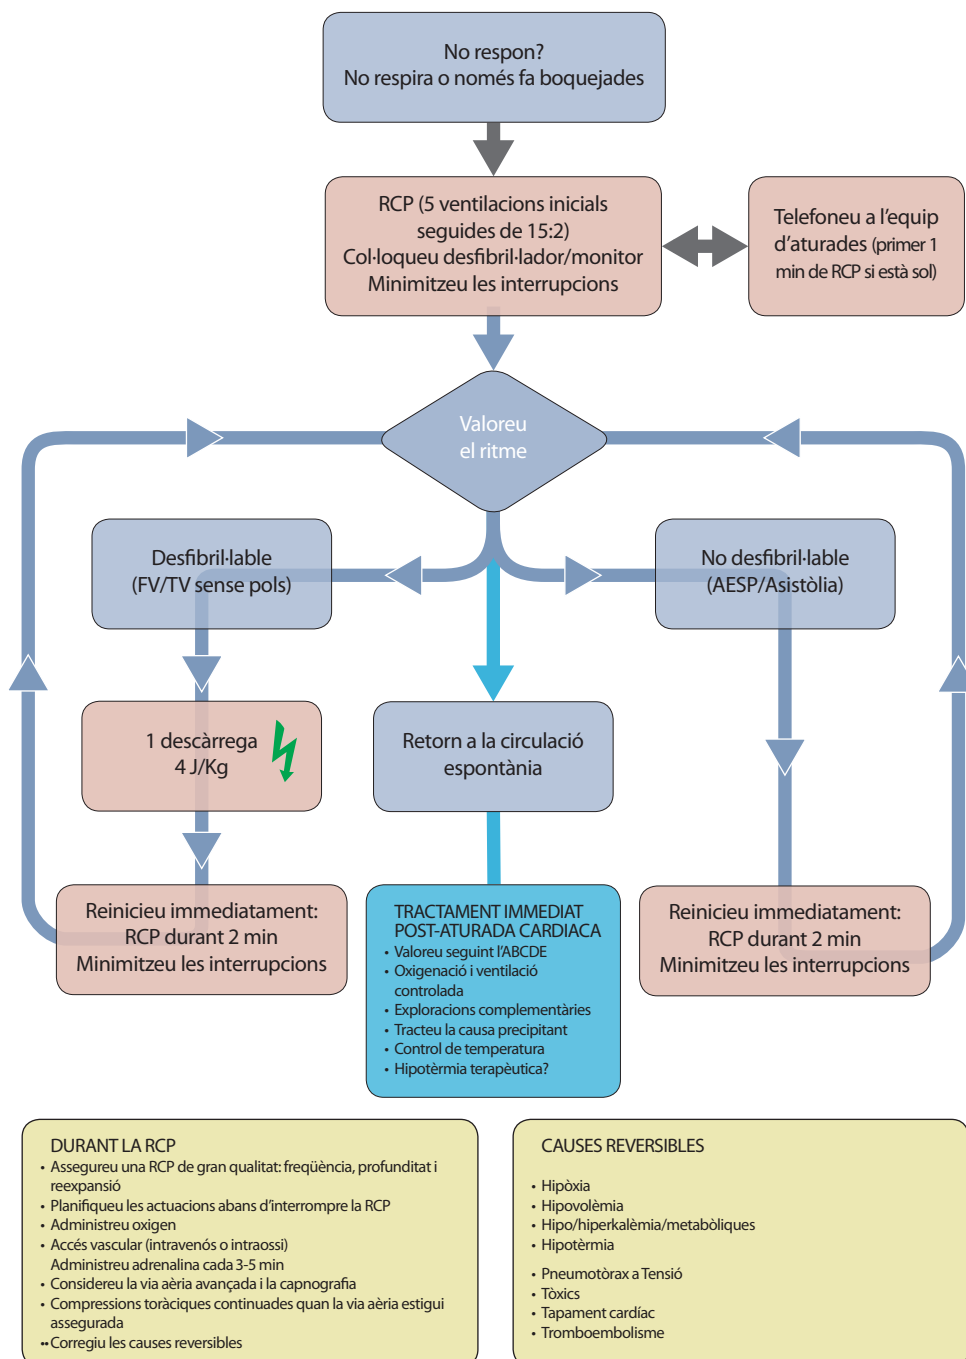 No respon?
No respira o només fa boquejades
RCP (5 ventilacions inicials
seguides de 15:2)
Col·loqueu desfibril·lador/monitor
Minimitzeu les interrupcions
Telefoneu a l'equip
d'aturades (primer 1
min de RCP si està sol)
Valoreu
el ritme
Desfibril·lable
(FV/TV sense pols)
No desfibril·lable
(AESP/Asistòlia)
1 descàrrega
4 J/Kg
Retorn a la circulació
espontània
Reinicieu immediatament:
RCP durant 2 min
Minimitzeu les interrupcions
TRACTAMENT IMMEDIAT
POST-ATURADA CARDIACA
• Valoreu seguint l'ABCDE
• Oxigenació i ventilació
controlada
• Exploracions complementàries
• Tracteu la causa precipitant
• Control de temperatura
• Hipotèrmia terapèutica?
Reinicieu immediatament:
RCP durant 2 min
Minimitzeu les interrupcions
DURANT LA RCP
• Assegureu una RCP de gran qualitat: freqüència, profunditat i
reexpansió
• Planifiqueu les actuacions abans d'interrompre la RCP
• Administreu oxigen
• Accés vascular (intravenós o intraossi)
Administreu adrenalina cada 3-5 min
• Considereu la via aèria avançada i la capnografia
• Compressions toràciques continuades quan la via aèria estigui
assegurada
•• Corregiu les causes reversibles
CAUSES REVERSIBLES
• Hipòxia
• Hipovolèmia
• Hipo/hiperkalèmia/metabòliques
• Hipotèrmia
• Pneumotòrax a Tensió
• Tòxics
• Tapament cardíac
• Tromboembolisme